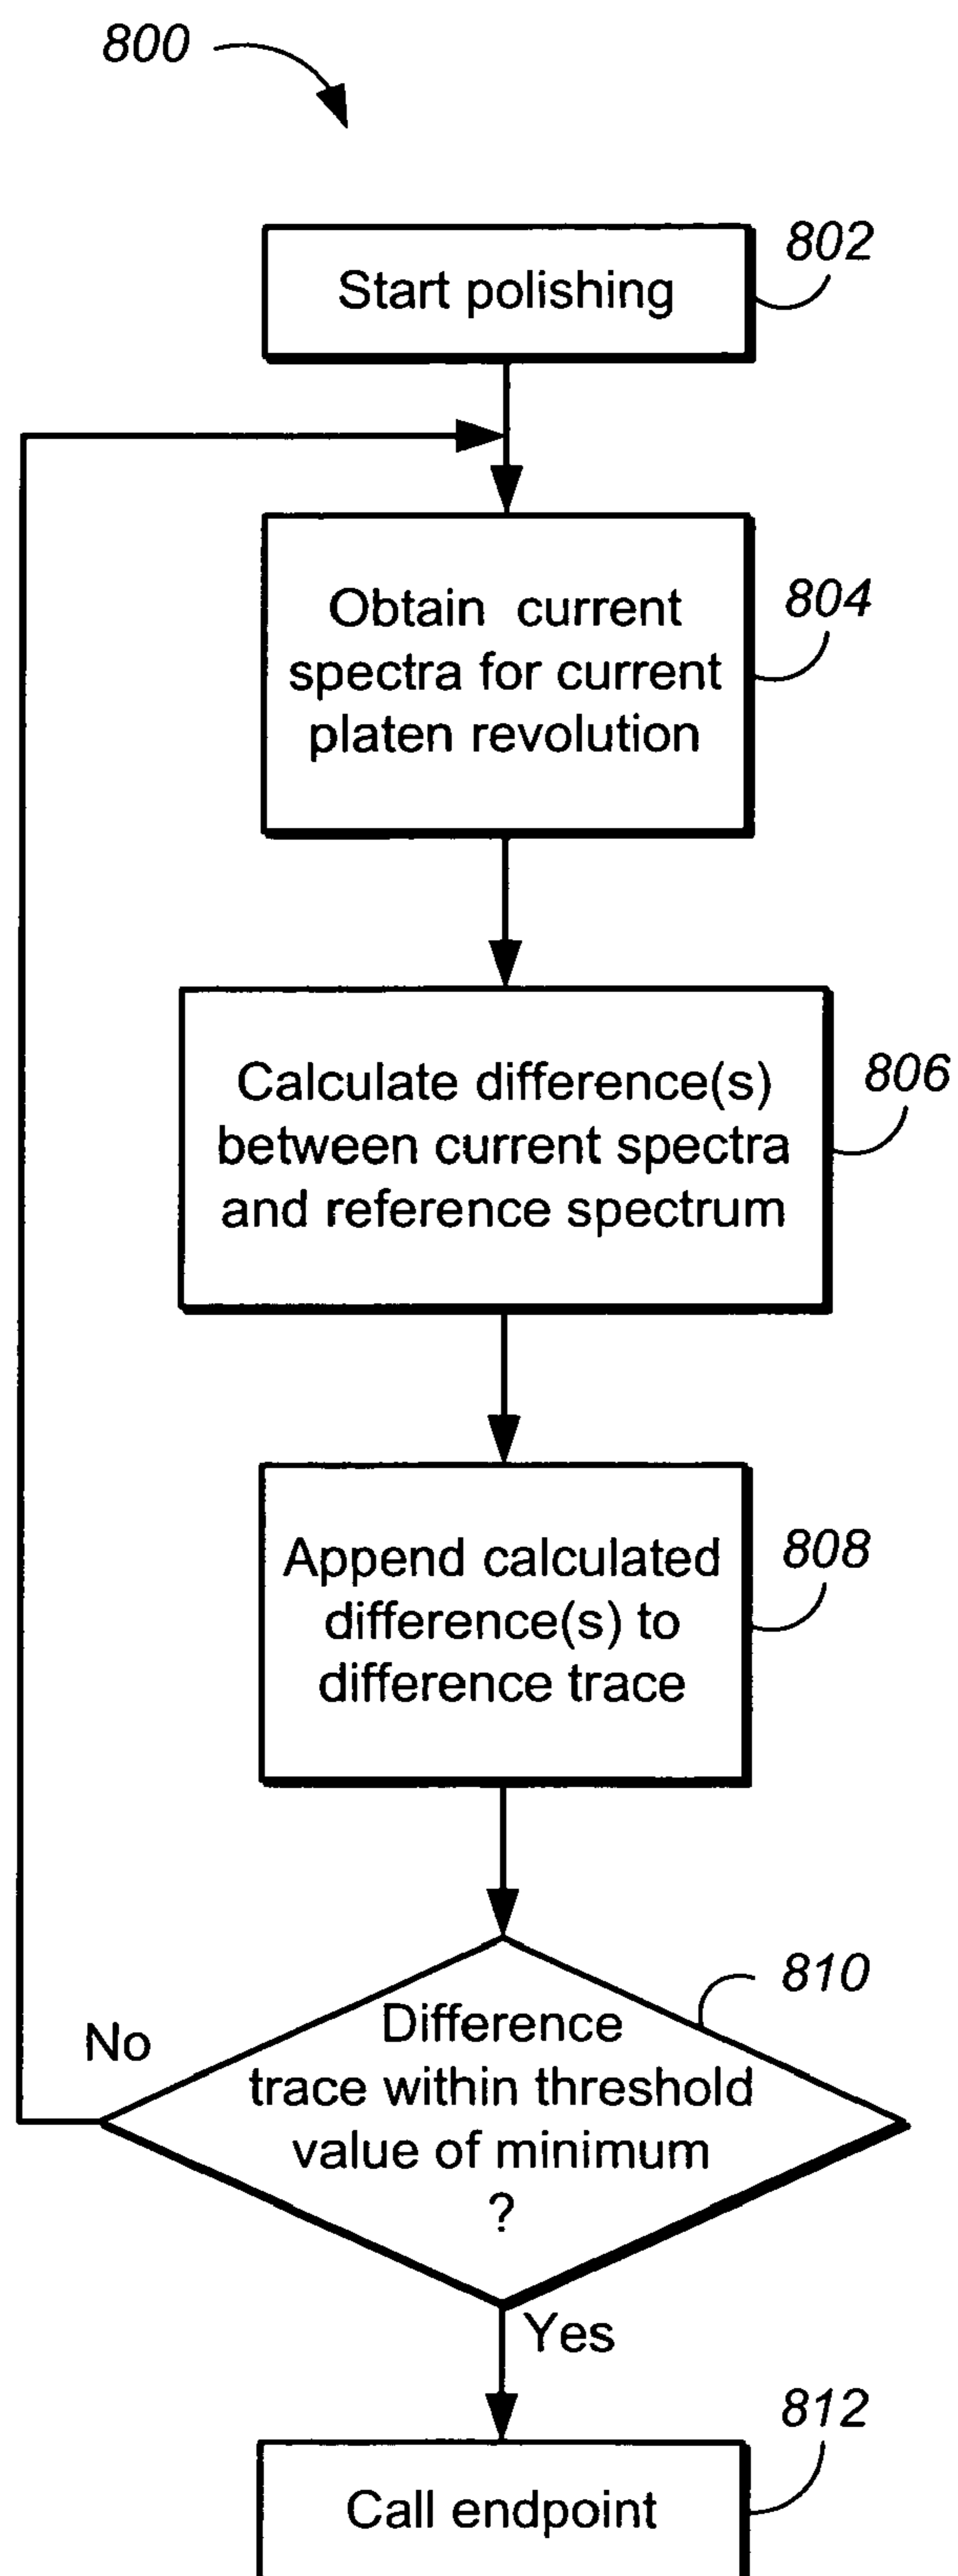 800
802
Start polishing
804
Obtain current
spectra for current
platen revolution
806
Calculate difference(s)
between current spectra
and reference spectrum
808
Append calculated
difference(s) to
difference trace
810
No
Difference
trace within threshold
value of minimum
?
Yes
812
Call endpoint